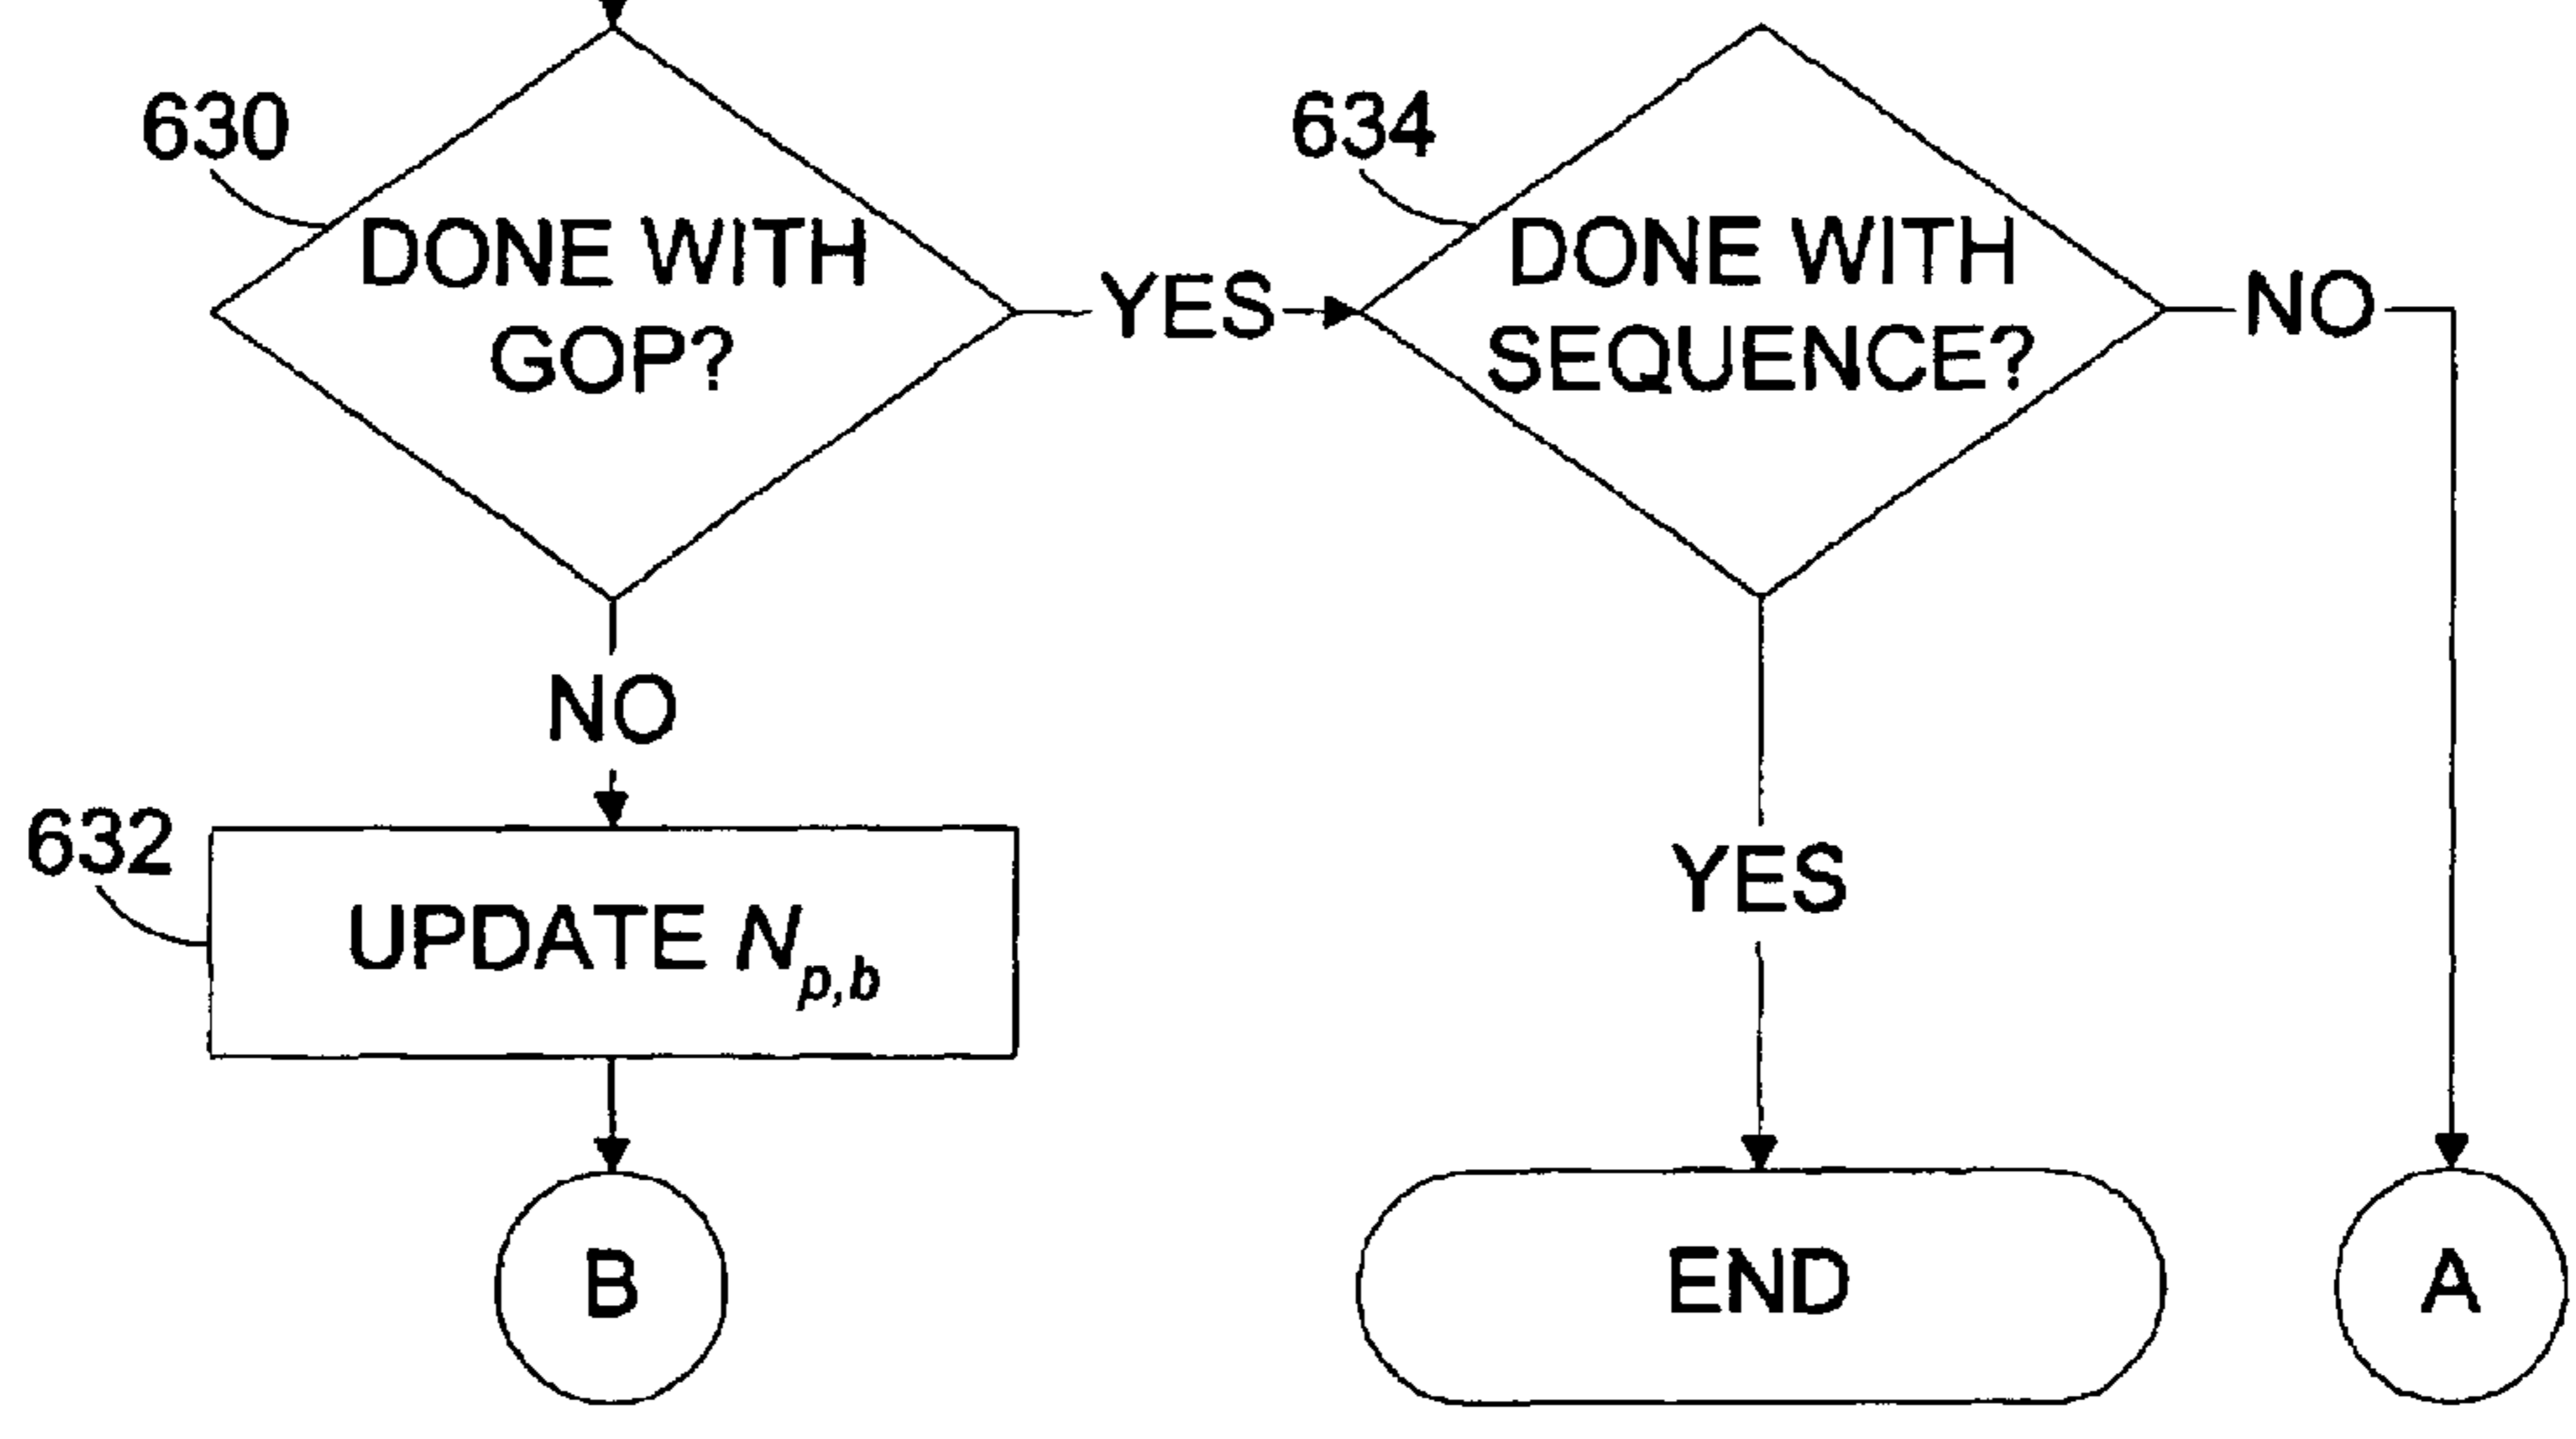 630
DONE WITH
GOP?
YES
634
DONE WITH
SEQUENCE?
NO
NO
632
UPDATE N_{p,b}
YES
B
END
A